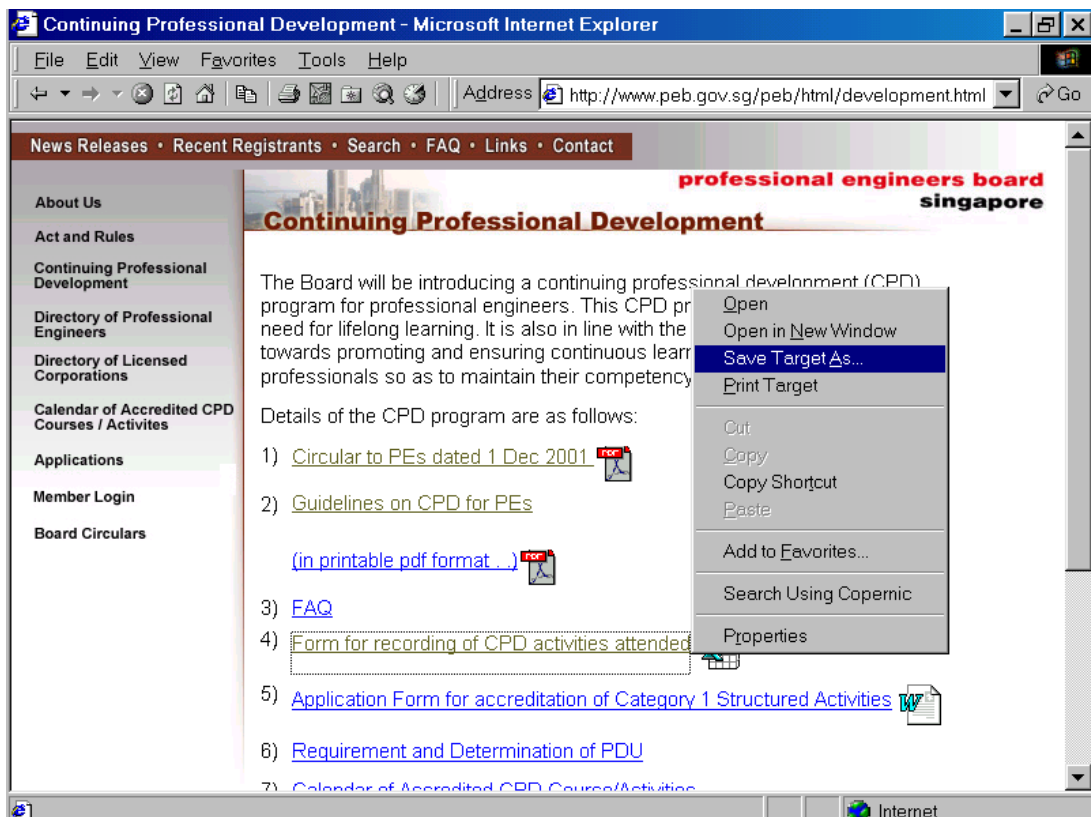 Continuing Professional Development - Microsoft Internet Explorer
File Edit View Favorites Tools Help
Address http://www.peb.gov.sg/peb/html/development.html Go
News Releases • Recent Registrants • Search • FAQ • Links • Contact
professional engineers board
singapore
Continuing Professional Development
About Us
Act and Rules
Continuing Professional
Development
Directory of Professional
Engineers
Directory of Licensed
Corporations
Calendar of Accredited CPD
Courses / Activites
Applications
Member Login
Board Circulars
The Board will be introducing a continuing professional development (CPD)
program for professional engineers. This CPD pr
need for lifelong learning. It is also in line with the
towards promoting and ensuring continuous learn
professionals so as to maintain their competency
Details of the CPD program are as follows:
1) Circular to PEs dated 1 Dec 2001
2) Guidelines on CPD for PEs
(in printable pdf format . .)
3) FAQ
4) Form for recording of CPD activities attended
5) Application Form for accreditation of Category 1 Structured Activities
6) Requirement and Determination of PDU
7) Calendar of Accredited CPD Course/Activities
Open
Open in New Window
Save Target As...
Print Target
Cut
Copy
Copy Shortcut
Paste
Add to Favorites...
Search Using Copernic
Properties
Internet